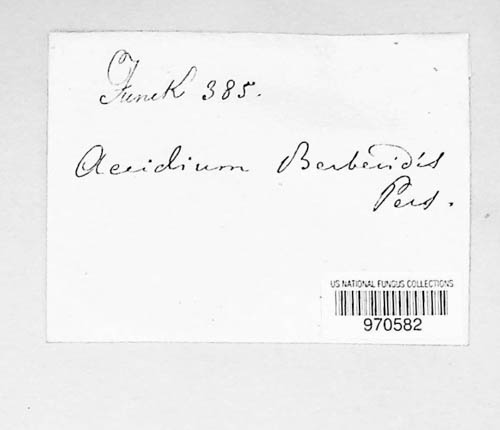 Funck 385.
Aecidium Berberidis
Pers.
US NATIONAL FUNGUS COLLECTIONS
970582